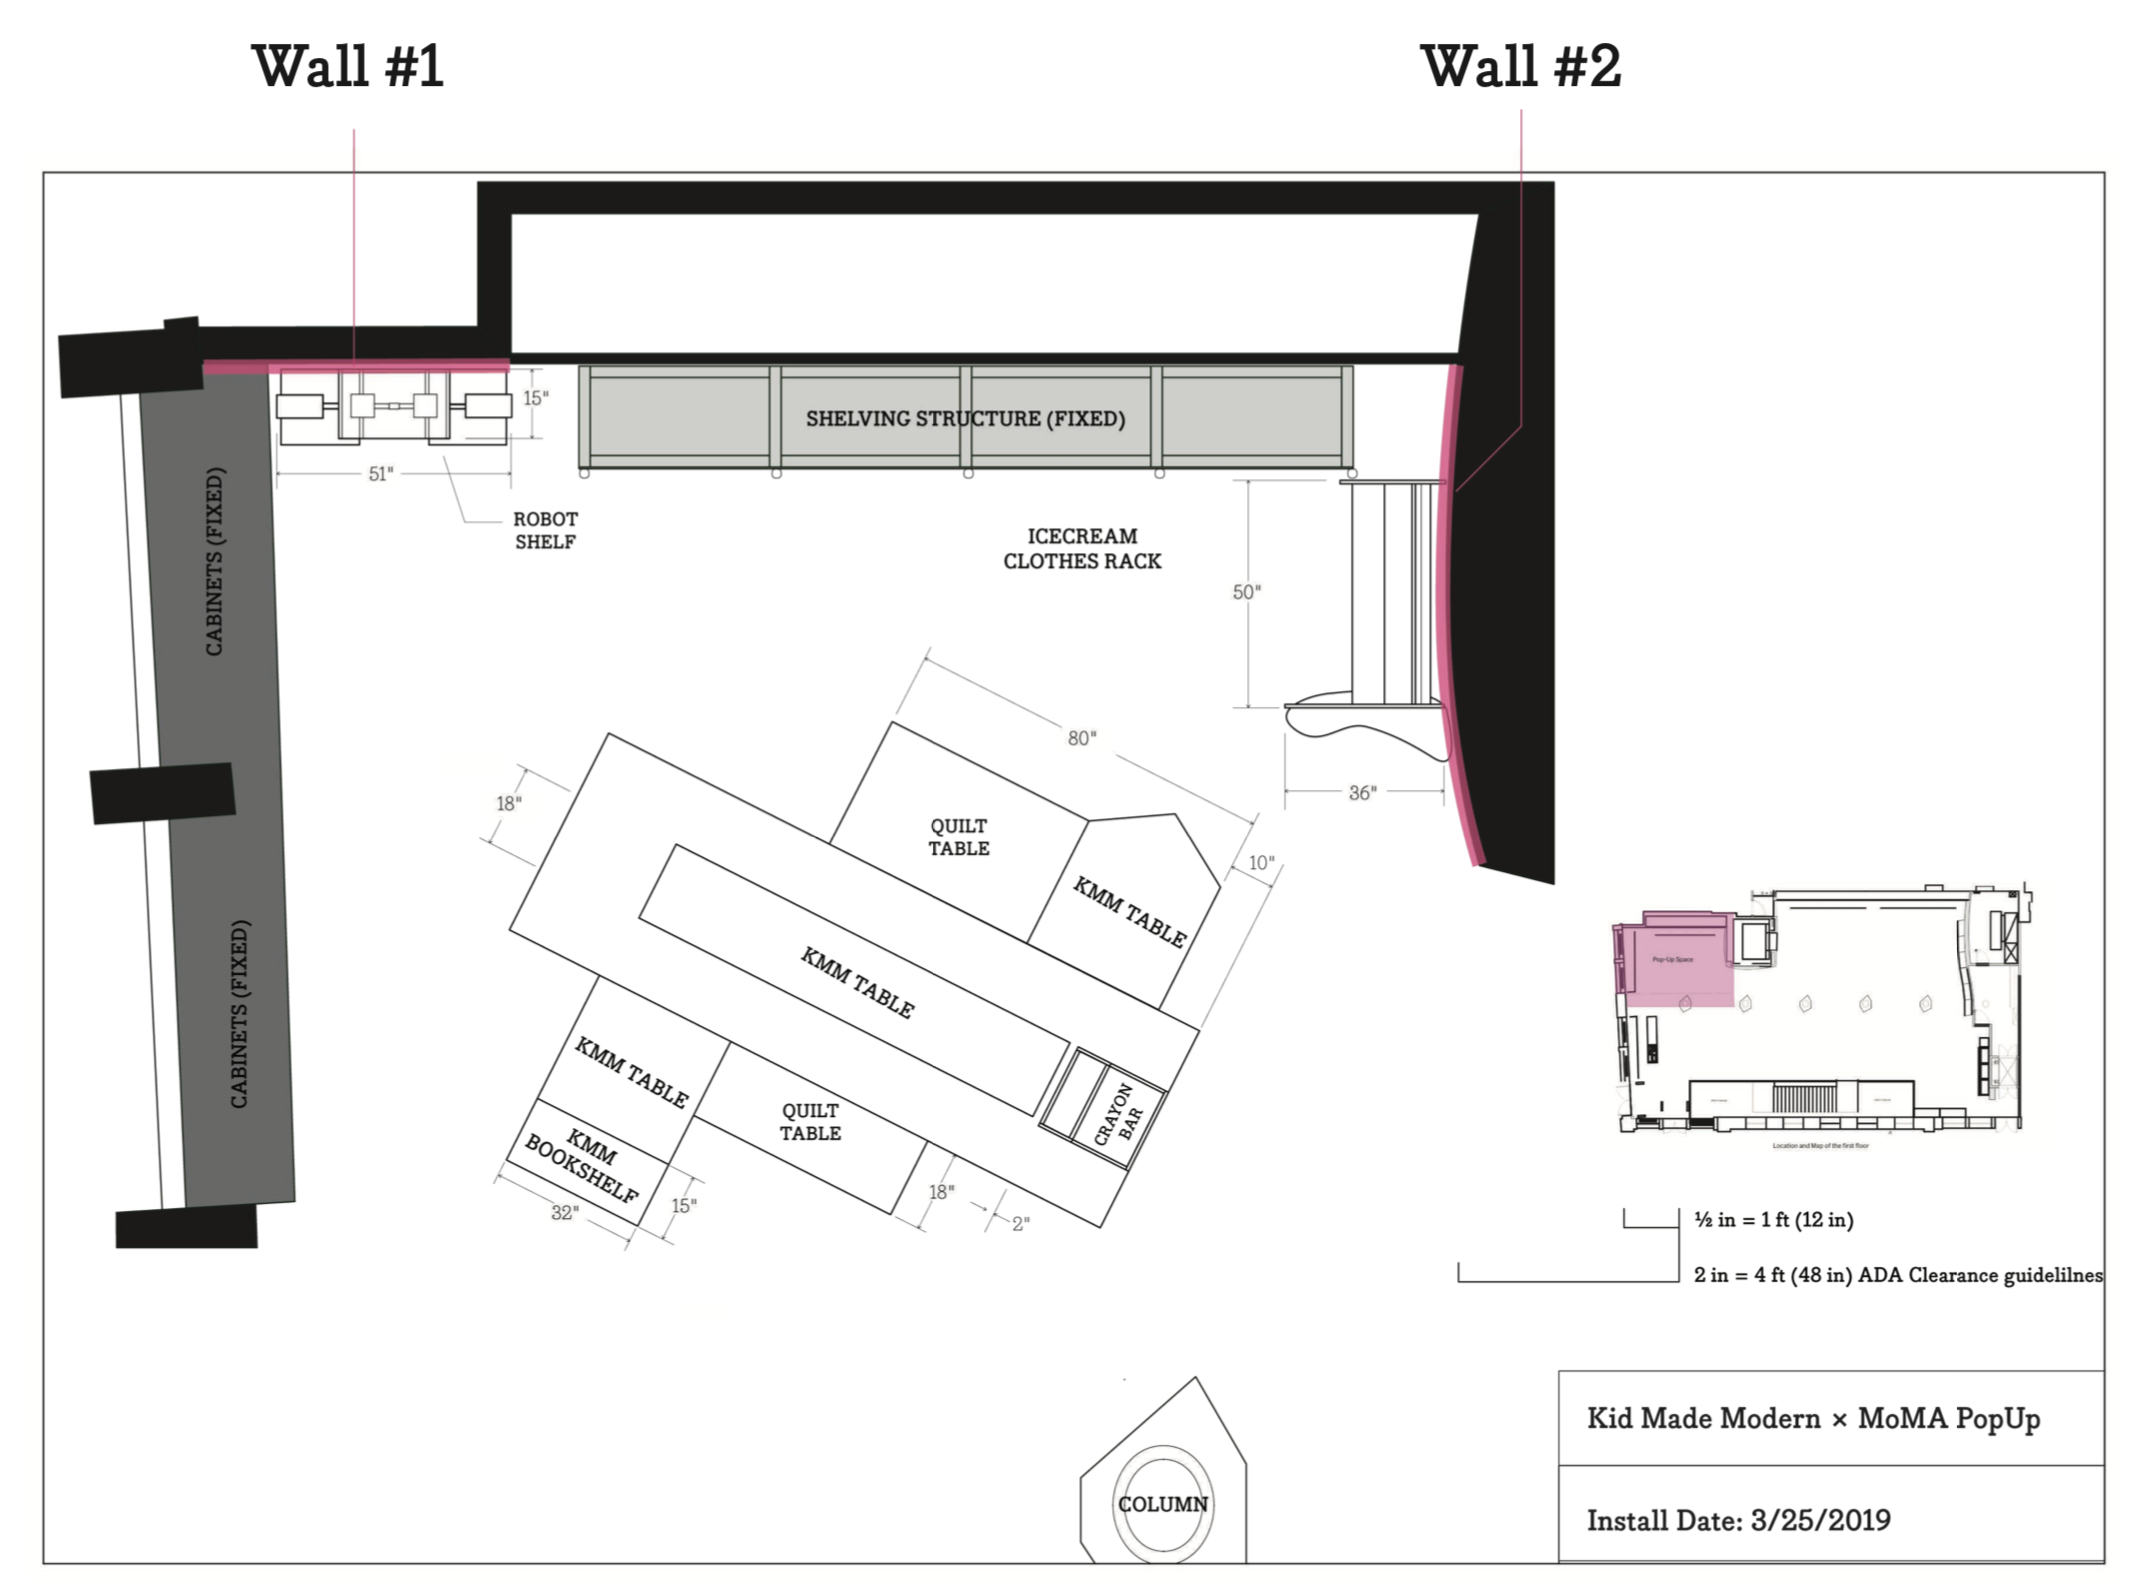 Wall #1
Wall #2
15"
SHELVING STRUCTURE (FIXED)
51"
ROBOT
SHELF
CABINETS (FIXED)
ICECREAM
CLOTHES RACK
50"
80"
36"
18"
QUILT
TABLE
10"
KMM TABLE
KMM TABLE
CABINETS (FIXED)
KMM TABLE
QUILT
TABLE
CRAYON
BAR
KMM
BOOKSHELF
32"
15"
18"
2"
Pop-Up Space
Location and Map of the first floor
½ in = 1 ft (12 in)
2 in = 4 ft (48 in) ADA Clearance guidelilnes
Kid Made Modern × MoMA PopUp
COLUMN
Install Date: 3/25/2019